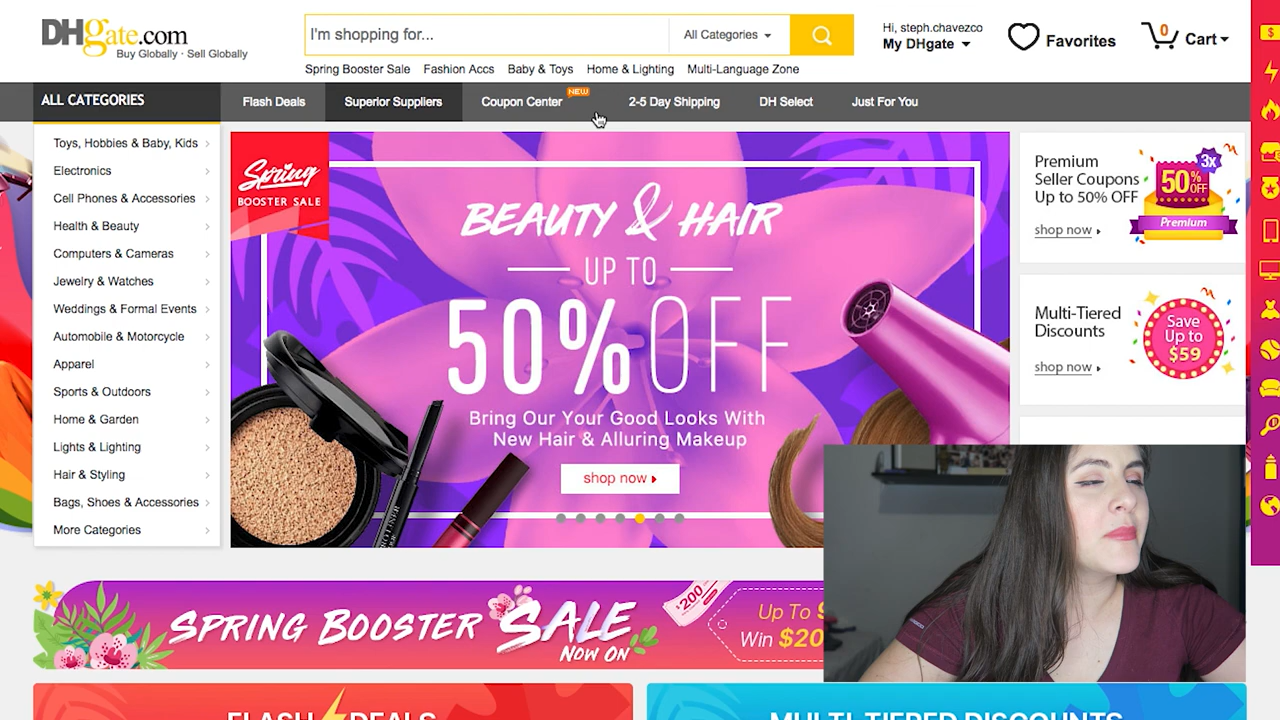 DHgate.com
Buy Globally · Sell Globally
I'm shopping for...
All Categories
Hi, steph.chavezco
My DHgate
Favorites
0
Cart
Spring Booster Sale
Fashion Accs
Baby & Toys
Home & Lighting
Multi-Language Zone
ALL CATEGORIES
Flash Deals
Superior Suppliers
Coupon Center
NEW
2-5 Day Shipping
DH Select
Just For You
Toys, Hobbies & Baby, Kids
Electronics
Cell Phones & Accessories
Health & Beauty
Computers & Cameras
Jewelry & Watches
Weddings & Formal Events
Automobile & Motorcycle
Apparel
Sports & Outdoors
Home & Garden
Lights & Lighting
Hair & Styling
Bags, Shoes & Accessories
More Categories
Spring
BOOSTER SALE
BEAUTY & HAIR
UP TO
50% OFF
Bring Our Your Good Looks With
New Hair & Alluring Makeup
shop now
Premium
Seller Coupons
Up to 50% OFF
shop now
3x
50% OFF
Premium
Multi-Tiered
Discounts
shop now
Save
Up to
$59
SPRING BOOSTER SALE
NOW ON
$200
Up To
Win $20
FLASH DEALS
MULTI-TIERED DISCOUNTS